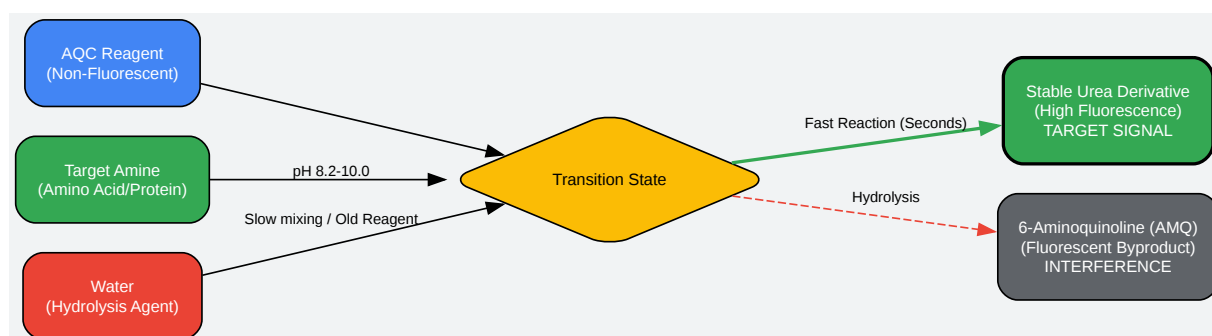 AQC Reagent
(Non-Fluorescent)
Target Amine
(Amino Acid/Protein)
Water
(Hydrolysis Agent)
pH 8.2-10.0
Slow mixing / Old Reagent
Transition State
Fast Reaction (Seconds)
Hydrolysis
Stable Urea Derivative
(High Fluorescence)
TARGET SIGNAL
6-Aminoquinoline (AMQ)
(Fluorescent Byproduct)
INTERFERENCE